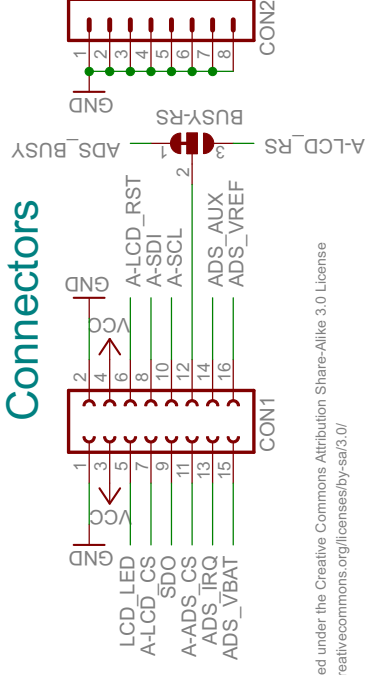 Connectors
GND
VCC
LCD_LED
A-LCD_CS
SDO
A-ADS_CS
ADS_IRQ
ADS_VBAT
1
3
5
7
9
11
13
15
CON1
2
4
6
8
10
12
14
16
GND
VCC
A-LCD_RST
A-SDI
A-SCL
ADS_AUX
ADS_VREF
ADS_BUSY
1
2
3
BUSY-RS
A-LCD_RS
GND
1
2
3
4
5
6
7
8
CON2
ed under the Creative Commons Attribution Share-Alike 3.0 License
reativecommons.org/licenses/by-sa/3.0/